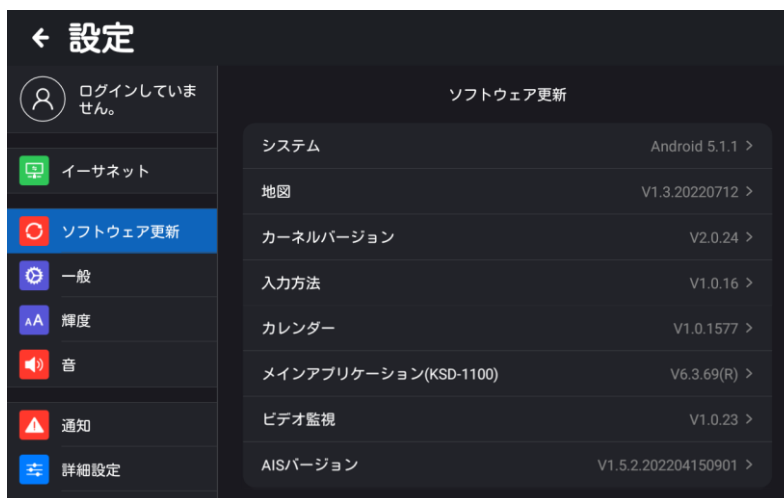 設定
ログインしていま
せん。
イーサネット
ソフトウェア更新
一般
AA 輝度
音
通知
詳細設定
ソフトウェア更新
システム Android 5.1.1 >
地図 V1.3.20220712 >
カーネルバージョン V2.0.24 >
入力方法 V1.0.16 >
カレンダー V1.0.1577 >
メインアプリケーション(KSD-1100) V6.3.69(R) >
ビデオ監視 V1.0.23 >
AISバージョン V1.5.2.202204150901 >